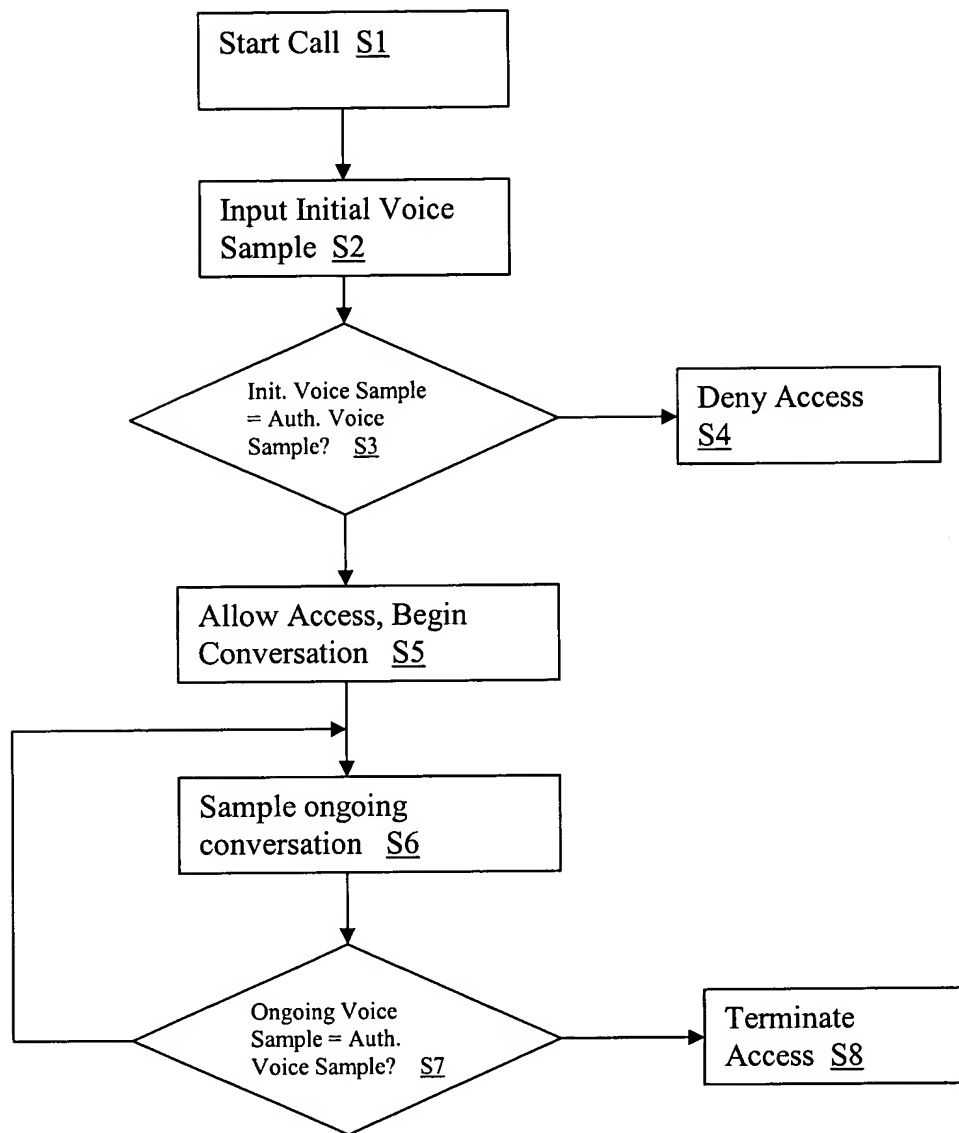 Start Call S1
Input Initial Voice
Sample S2
Init. Voice Sample
= Auth. Voice
Sample? S3
Deny Access
S4
Allow Access, Begin
Conversation S5
Sample ongoing
conversation S6
Ongoing Voice
Sample = Auth.
Voice Sample? S7
Terminate
Access S8